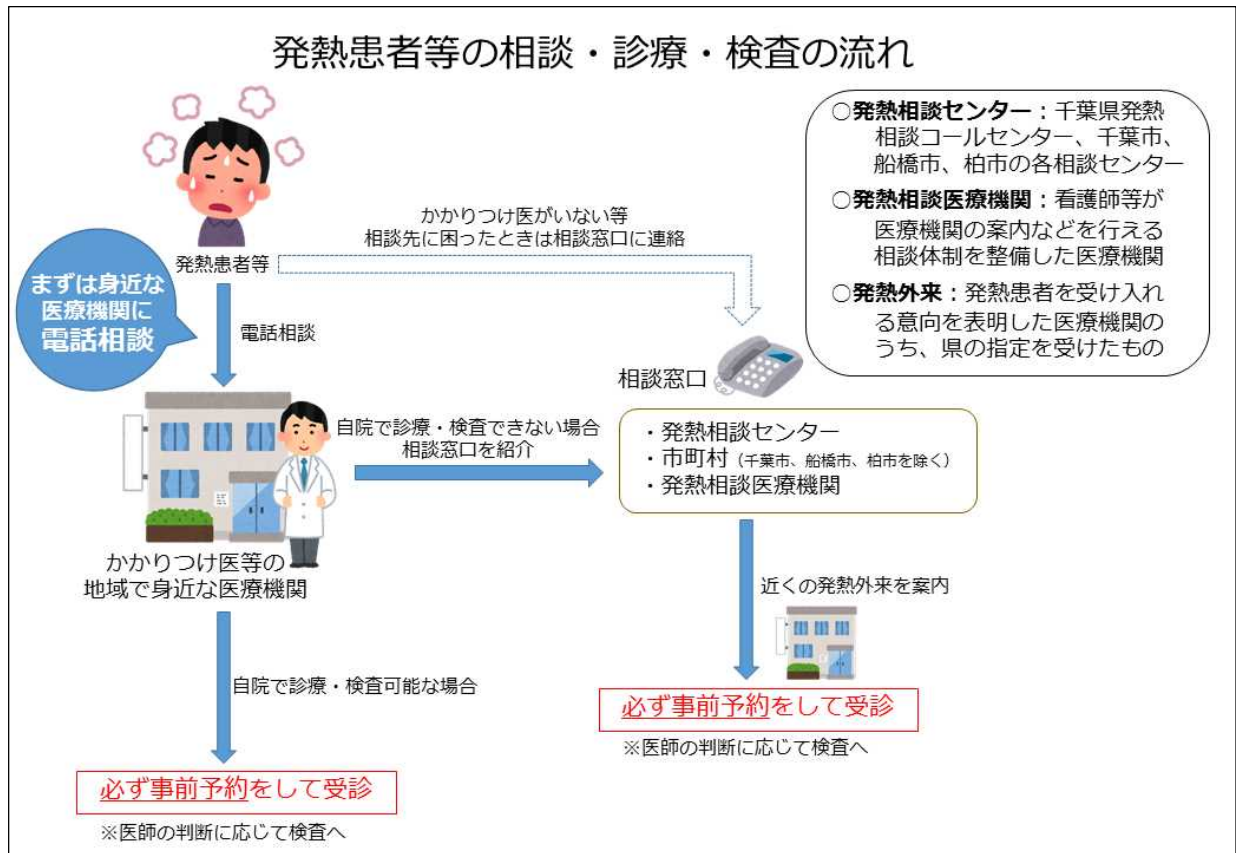 発熱患者等の相談・診療・検査の流れ
○発熱相談センター：千葉県発熱
相談コールセンター、千葉市、
船橋市、柏市の各相談センター
○発熱相談医療機関：看護師等が
医療機関の案内などを行える
相談体制を整備した医療機関
○発熱外来：発熱患者を受け入れ
る意向を表明した医療機関の
うち、県の指定を受けたもの
かかりつけ医がいない等
相談先に困ったときは相談窓口に連絡
発熱患者等
まずは身近な
医療機関に
電話相談
電話相談
相談窓口
自院で診療・検査できない場合
相談窓口を紹介
・発熱相談センター
・市町村（千葉市、船橋市、柏市を除く）
・発熱相談医療機関
かかりつけ医等の
地域で身近な医療機関
近くの発熱外来を案内
自院で診療・検査可能な場合
必ず事前予約をして受診
※医師の判断に応じて検査へ
必ず事前予約をして受診
※医師の判断に応じて検査へ